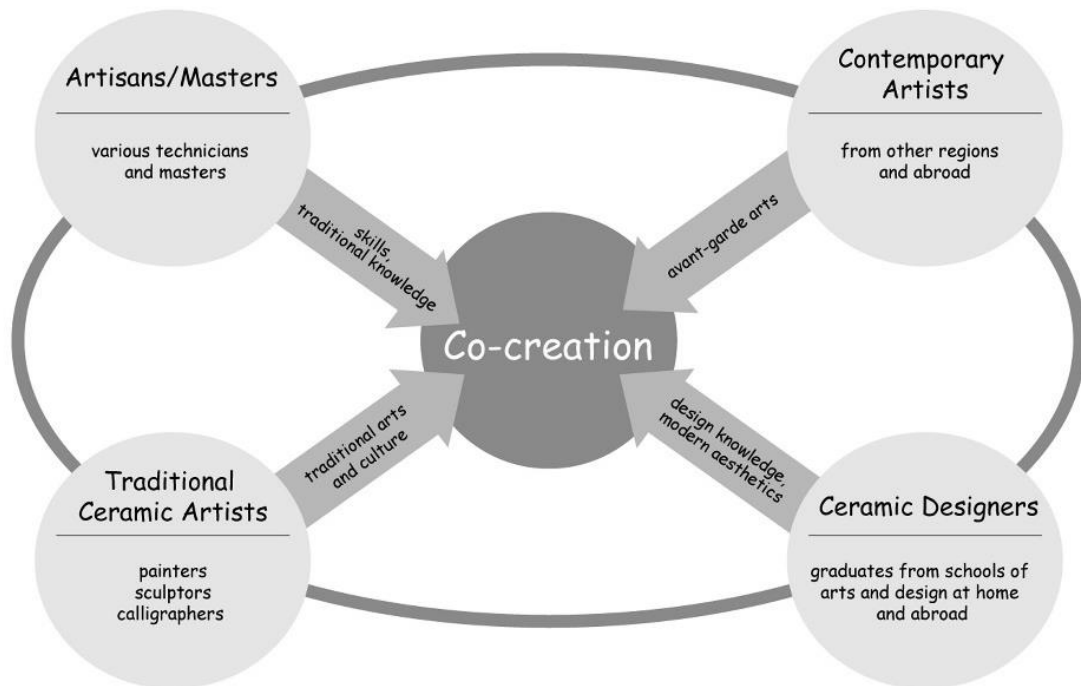 Artisans/Masters
various technicians
and masters
Contemporary
Artists
from other regions
and abroad
skills,
traditional knowledge
avant-garde arts
Co-creation
traditional arts
and culture
design knowledge,
modern aesthetics
Traditional
Ceramic Artists
painters
sculptors
calligraphers
Ceramic Designers
graduates from schools of
arts and design at home
and abroad